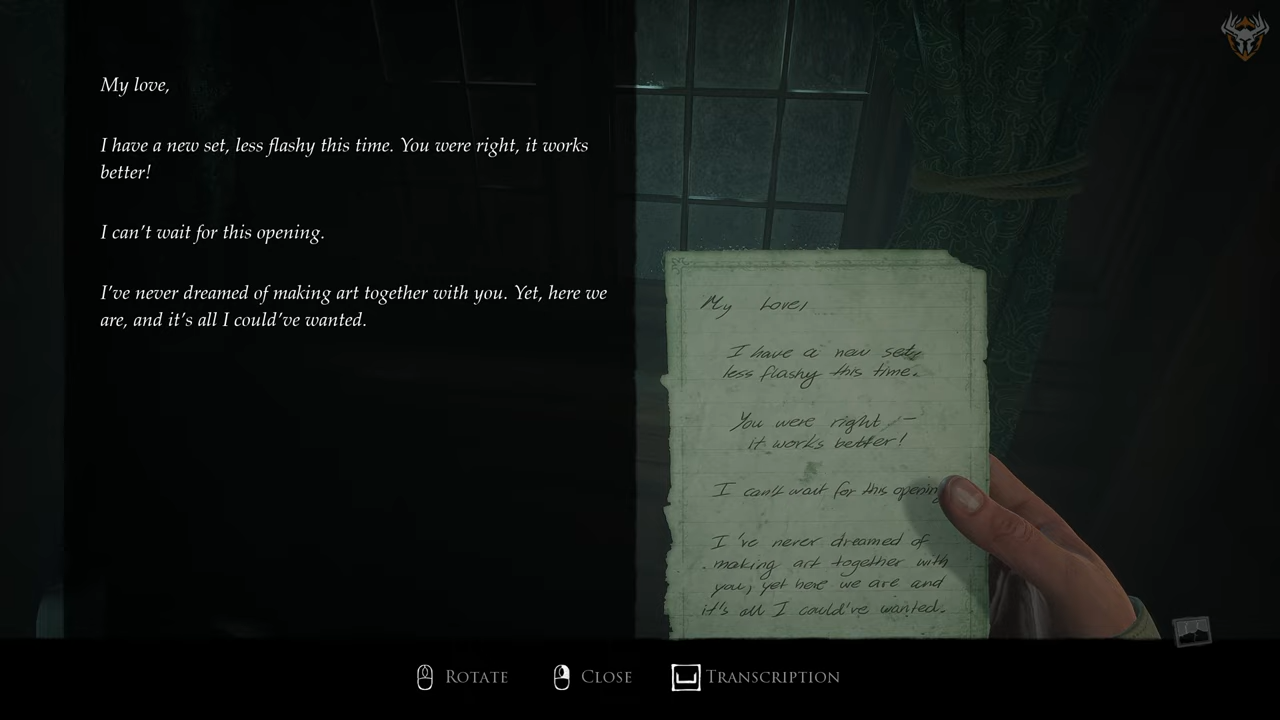 My love,
I have a new set, less flashy this time. You were right, it works
better!
I can't wait for this opening.
I've never dreamed of making art together with you. Yet, here we
are, and it's all I could've wanted.
My love,
I have a new set,
less flashy this time.
You were right –
it works better!
I can't wait for this opening
I've never dreamed of
making art together with
you, yet here we are and
it's all I could've wanted.
ROTATE
CLOSE
TRANSCRIPTION